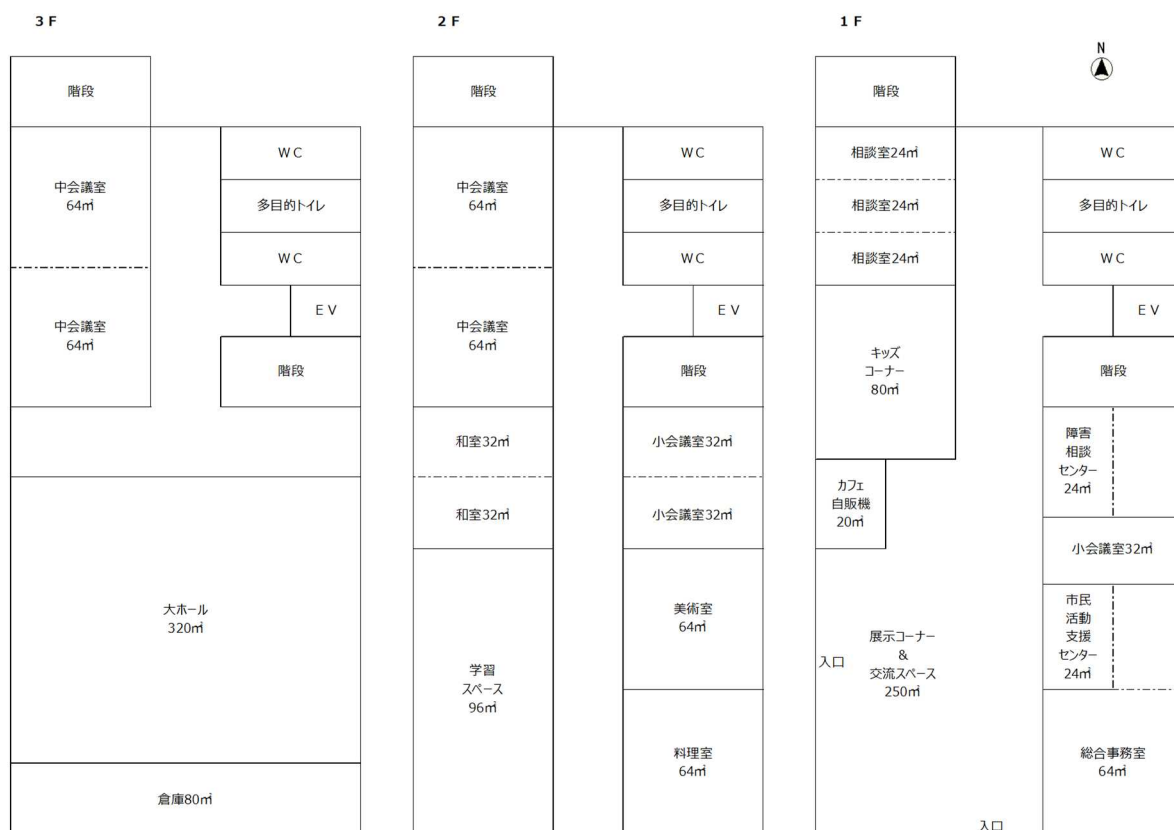 3F
階段
中会議室
64㎡
中会議室
64㎡
WC
多目的トイレ
WC
EV
階段
大ホール
320㎡
倉庫80㎡
2F
階段
中会議室
64㎡
中会議室
64㎡
和室32㎡
和室32㎡
学習
スペース
96㎡
WC
多目的トイレ
WC
EV
階段
小会議室32㎡
小会議室32㎡
美術室
64㎡
料理室
64㎡
1F
N
階段
相談室24㎡
相談室24㎡
相談室24㎡
キッズ
コーナー
80㎡
カフェ
自販機
20㎡
入口
展示コーナー
&
交流スペース
250㎡
入口
WC
多目的トイレ
WC
EV
階段
障害
相談
センター
24㎡
小会議室32㎡
市民
活動
支援
センター
24㎡
総合事務室
64㎡